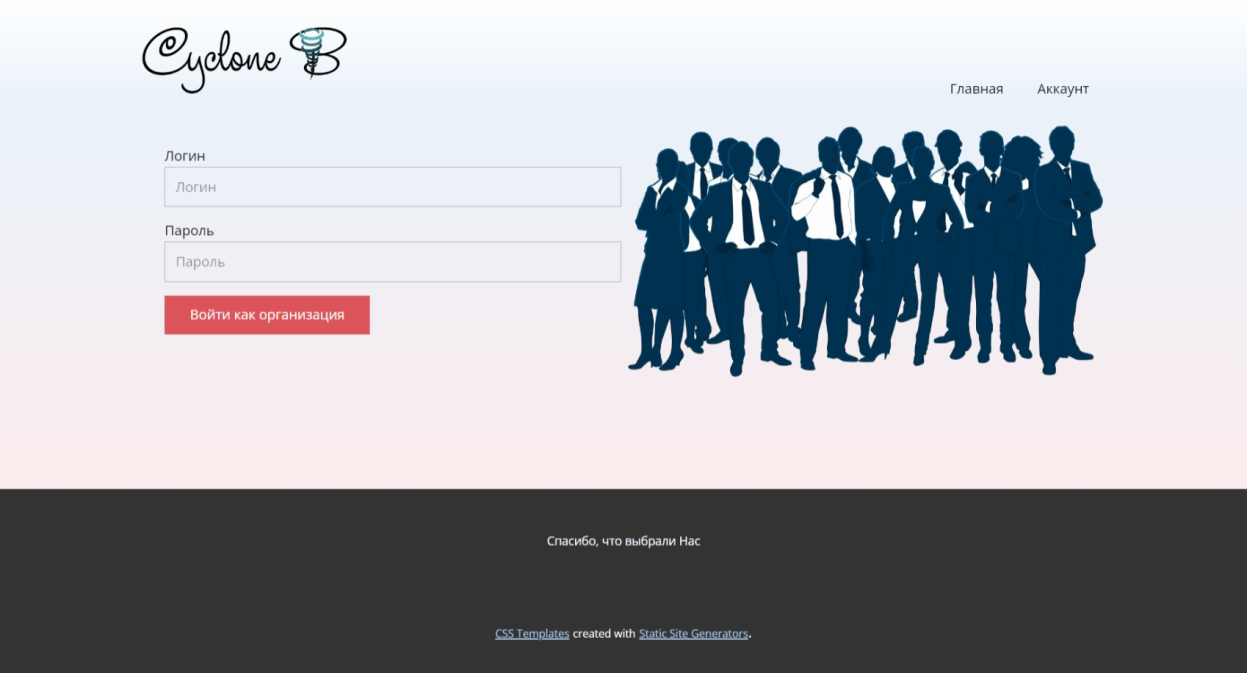 Cyclone B
Главная Аккаунт
Логин
Логин
Пароль
Пароль
Войти как организация
Спасибо, что выбрали Нас
CSS Templates created with Static Site Generators.